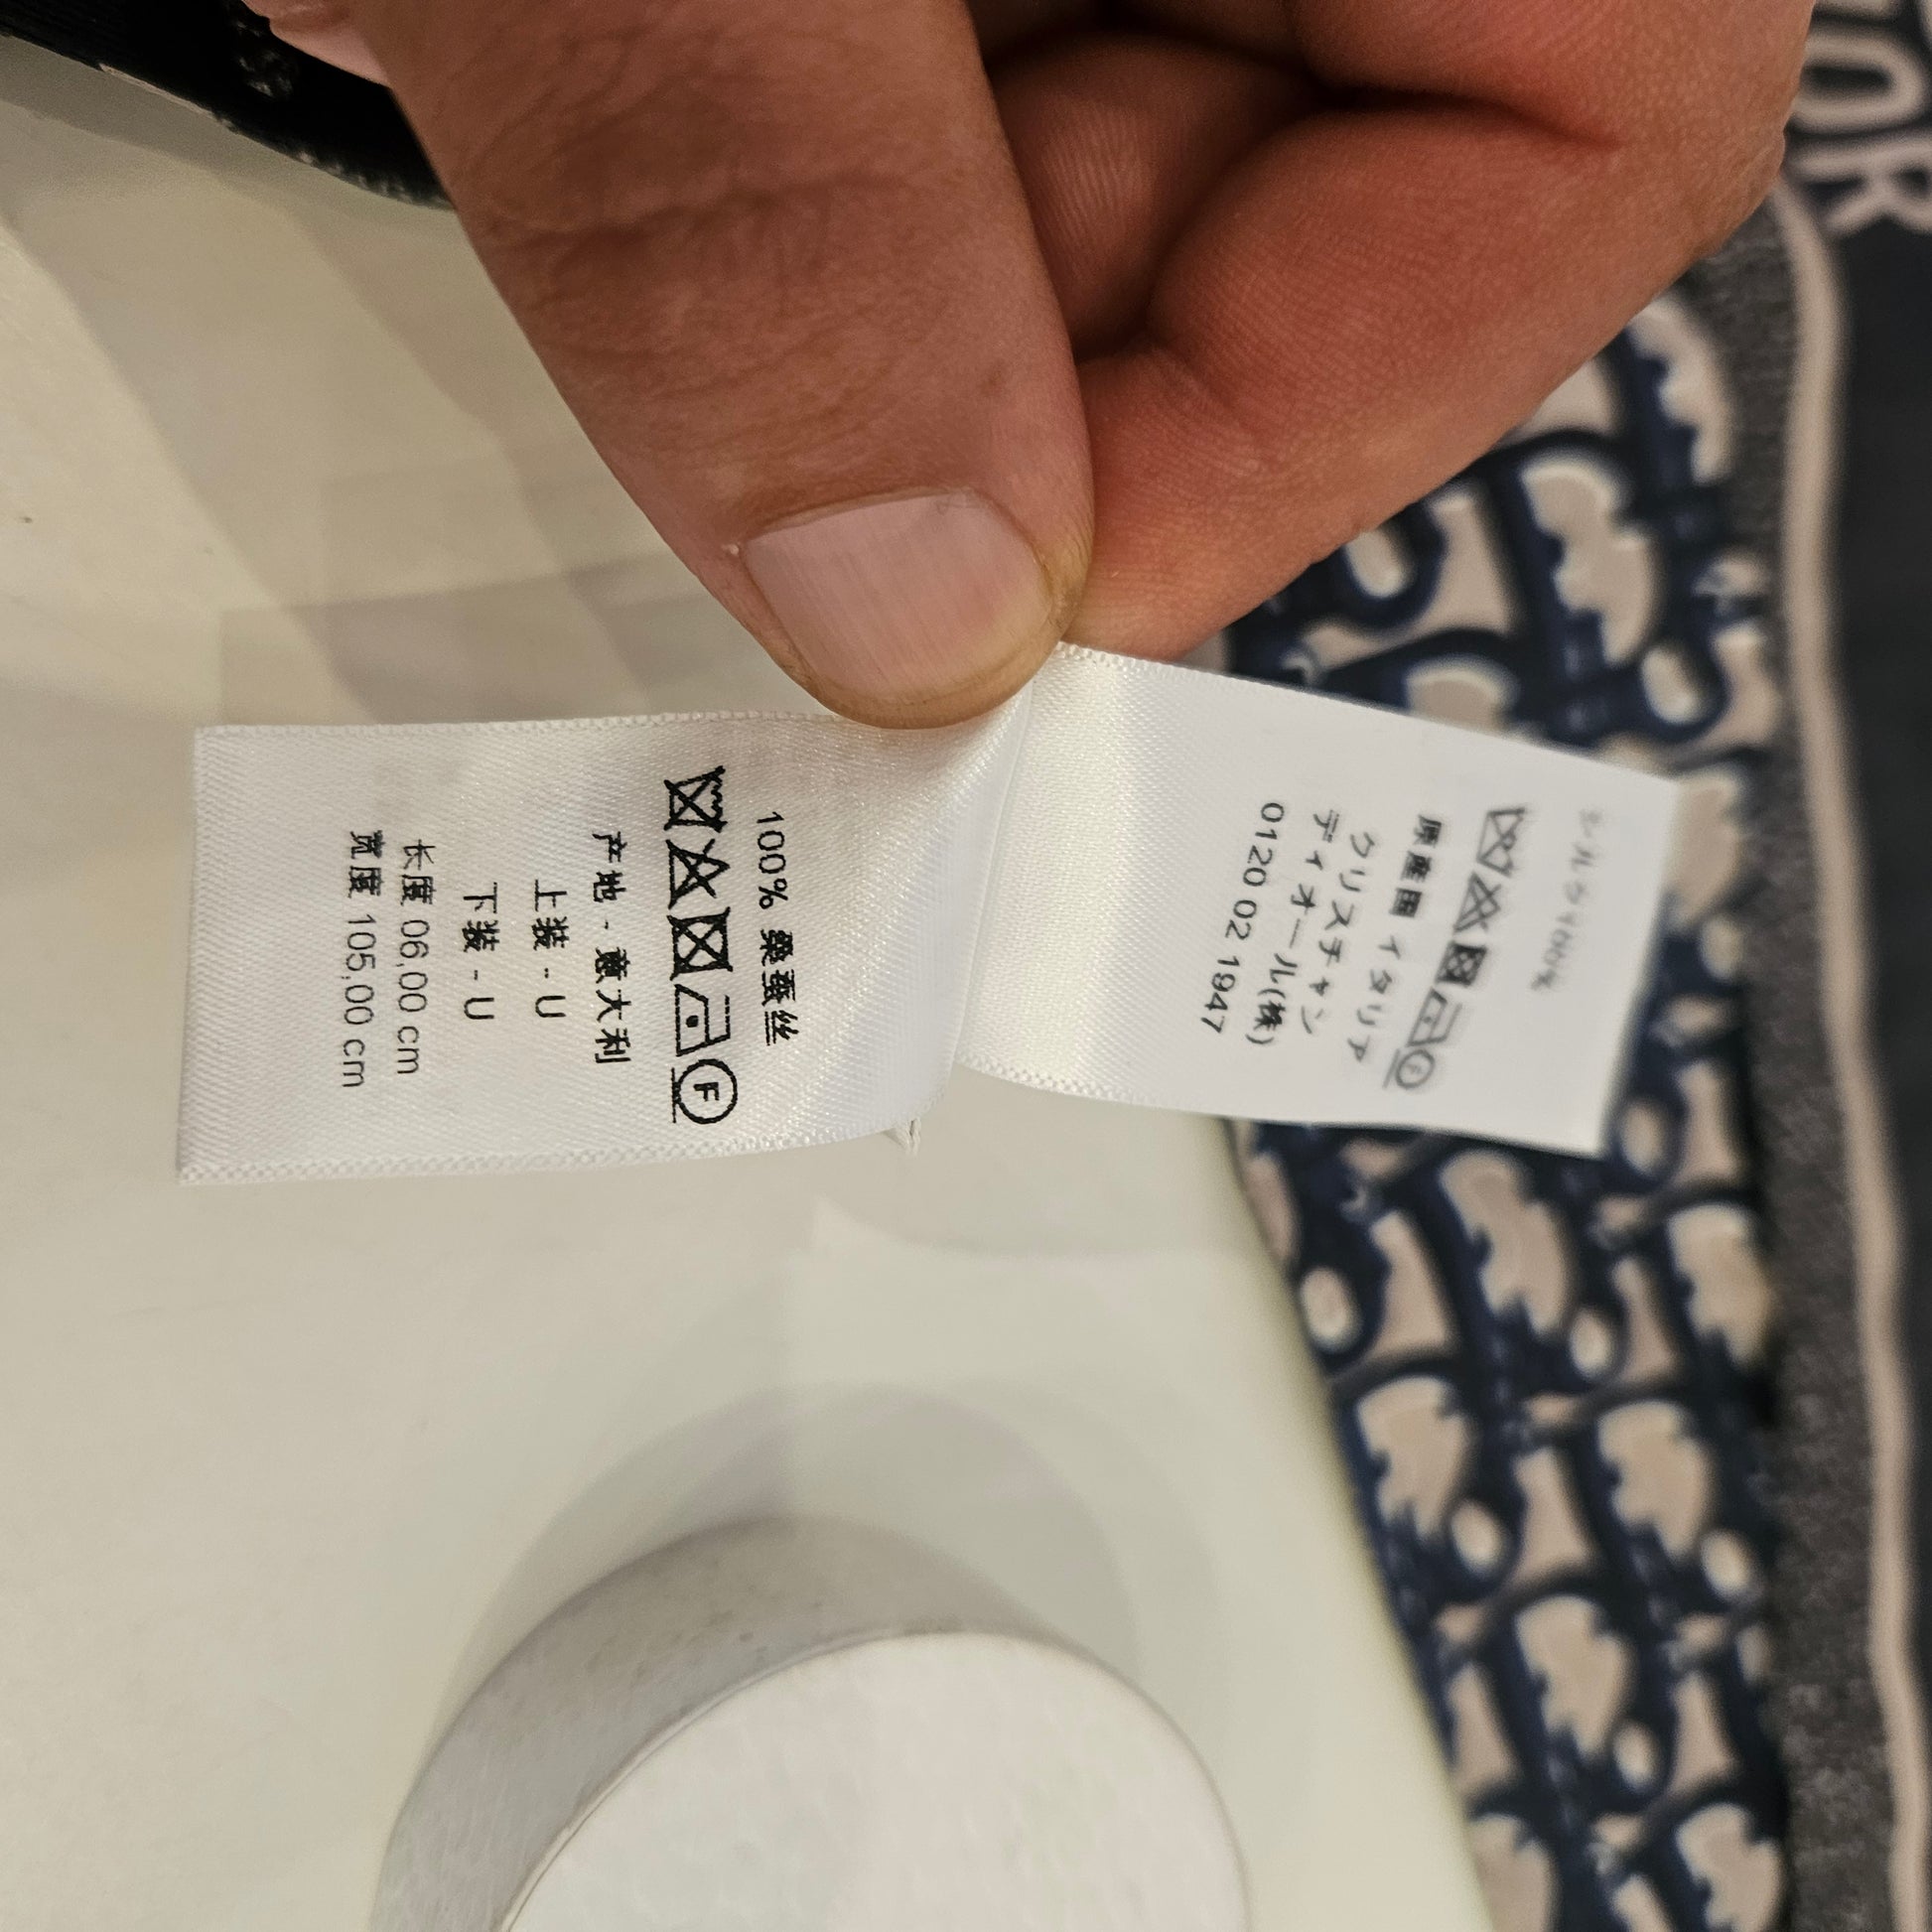 100% 桑蚕丝
F
产地 - 意大利
上装 - U
下装 - U
长度 06,00 cm
宽度 105,00 cm
シルク100%
F
原産国 イタリア
クリスチャン
ディオール(株)
0120 02 1947